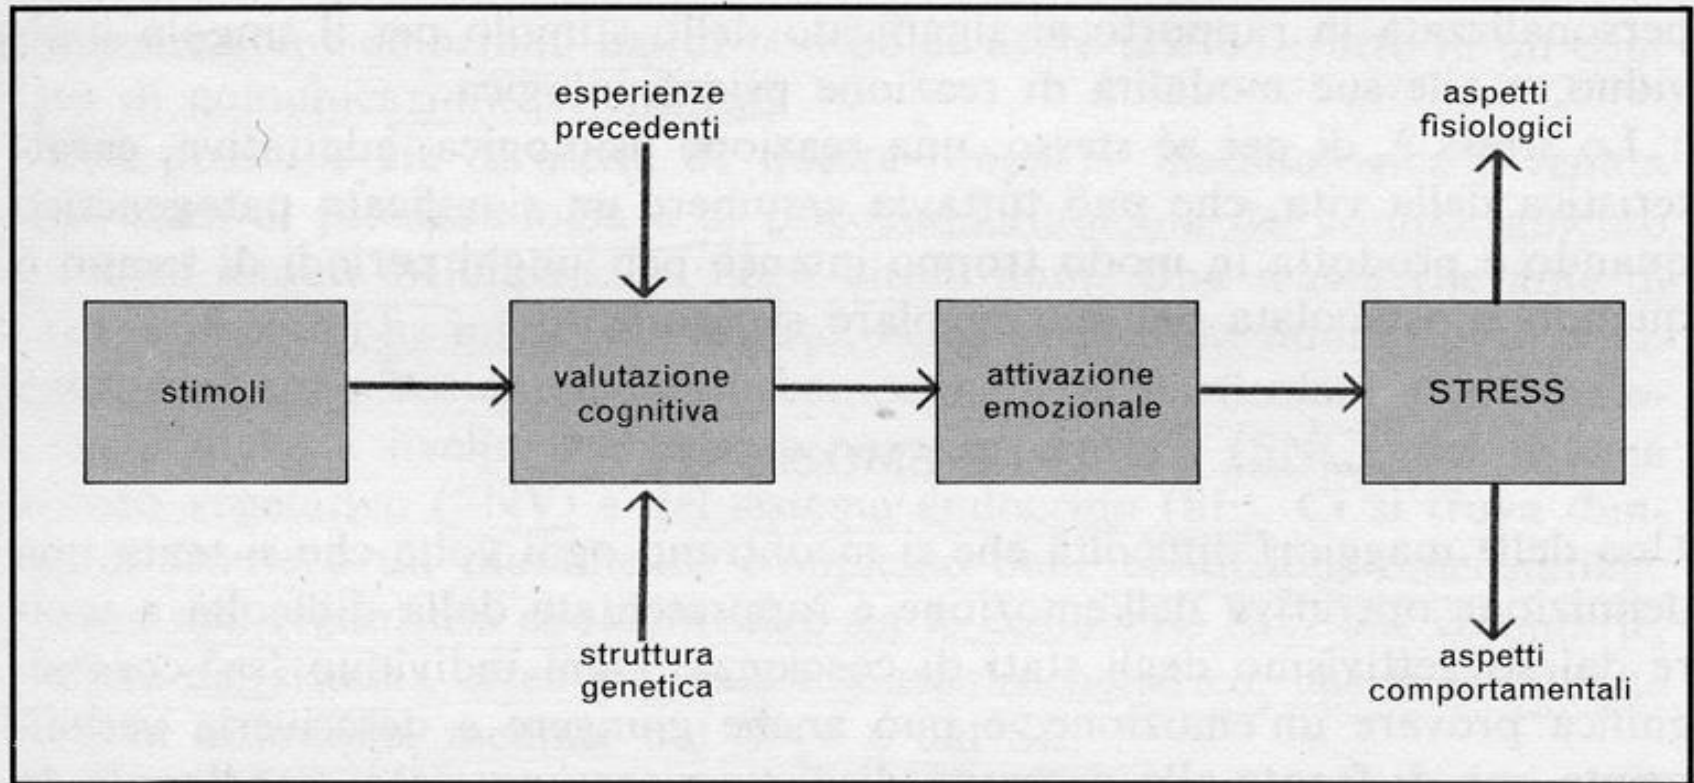 esperienze
precedenti
aspetti
fisiologici
stimoli
valutazione
cognitiva
attivazione
emozionale
STRESS
struttura
genetica
aspetti
comportamentali